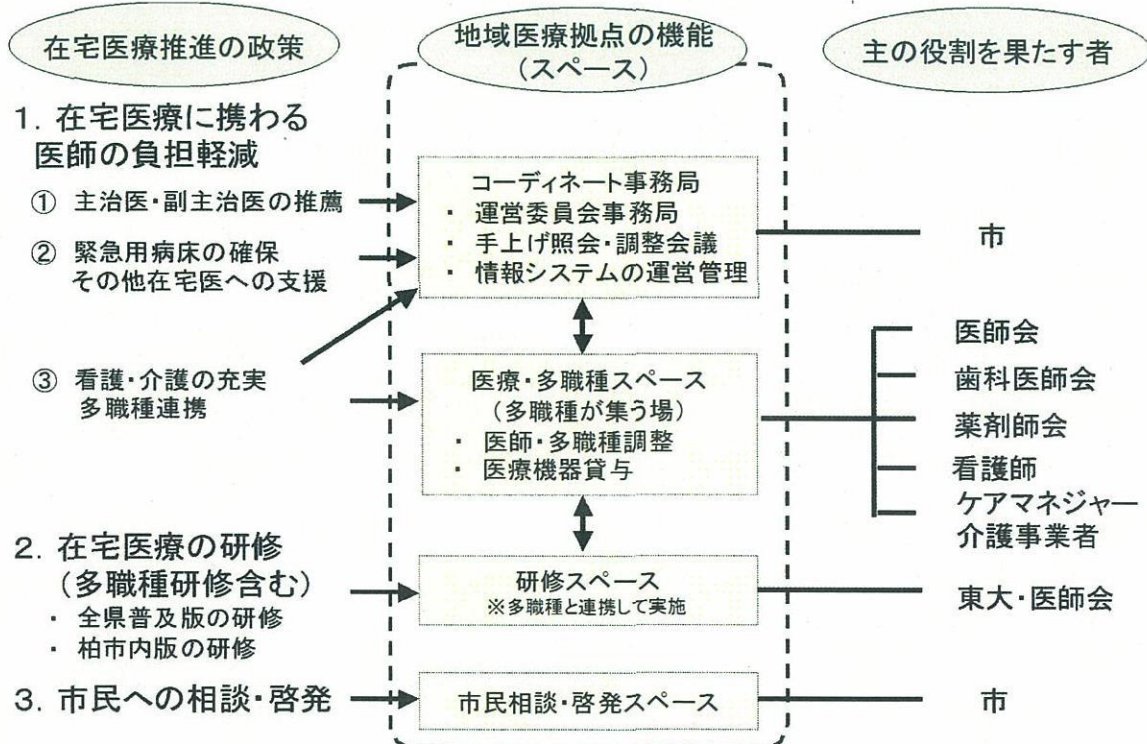 在宅医療推進の政策
地域医療拠点の機能
(スペース)
主の役割を果たす者
1. 在宅医療に携わる
医師の負担軽減
① 主治医・副主治医の推薦
② 緊急用病床の確保
その他在宅医への支援
③ 看護・介護の充実
多職種連携
2. 在宅医療の研修
(多職種研修含む)
・ 全県普及版の研修
・ 柏市内版の研修
3. 市民への相談・啓発
コーディネート事務局
・ 運営委員会事務局
・ 手上げ照会・調整会議
・ 情報システムの運営管理
医療・多職種スペース
(多職種が集う場)
・ 医師・多職種調整
・ 医療機器貸与
研修スペース
※多職種と連携して実施
市民相談・啓発スペース
市
医師会
歯科医師会
薬剤師会
看護師
ケアマネジャー
介護事業者
東大・医師会
市